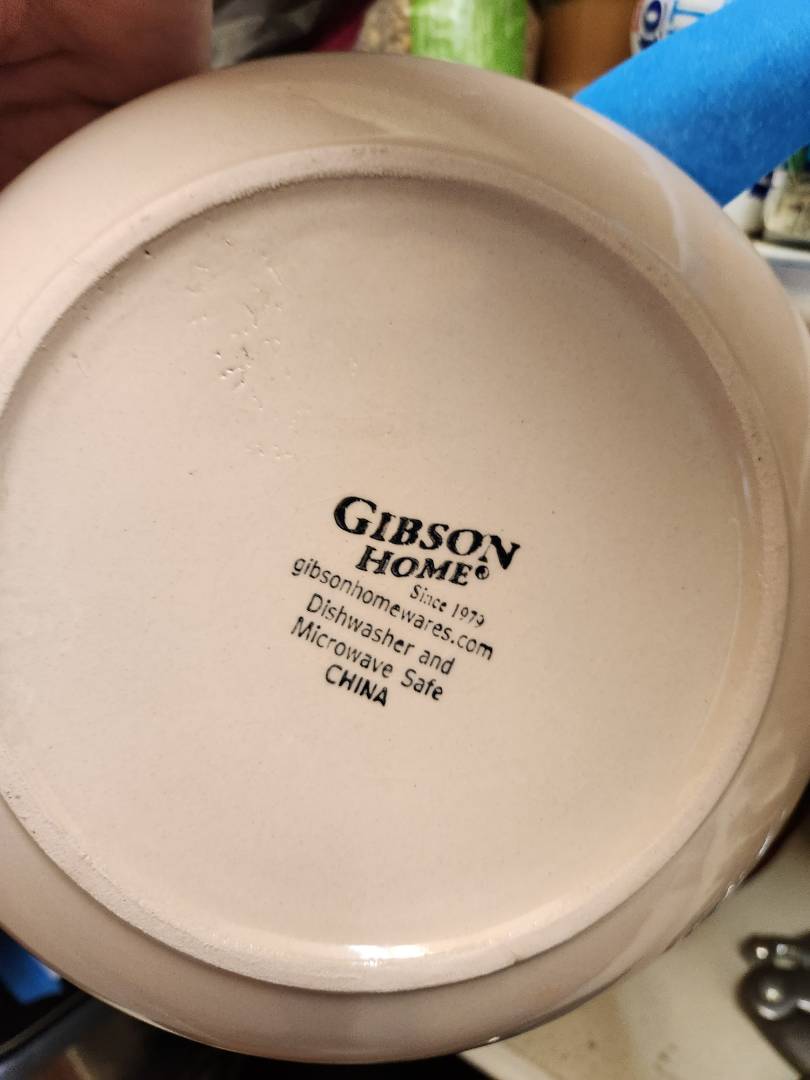 GIBSON
HOME®
Since 1979
gibsonhomewares.com
Dishwasher and
Microwave Safe
CHINA